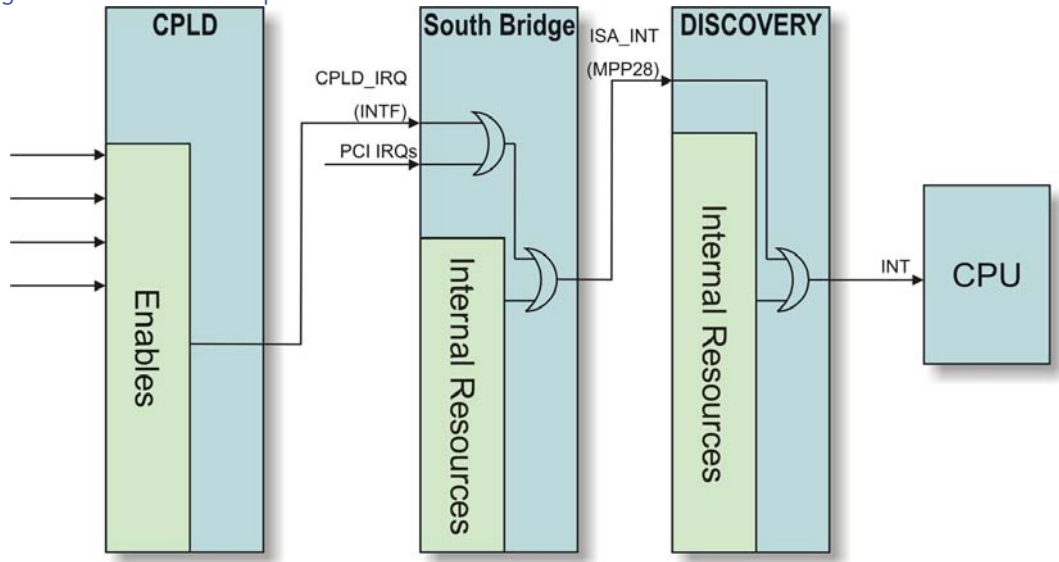 CPLD
South Bridge
DISCOVERY
ISA_INT
(MPP28)
CPLD_IRQ
(INTF)
PCI IRQs
Enables
Internal Resources
Internal Resources
INT
CPU